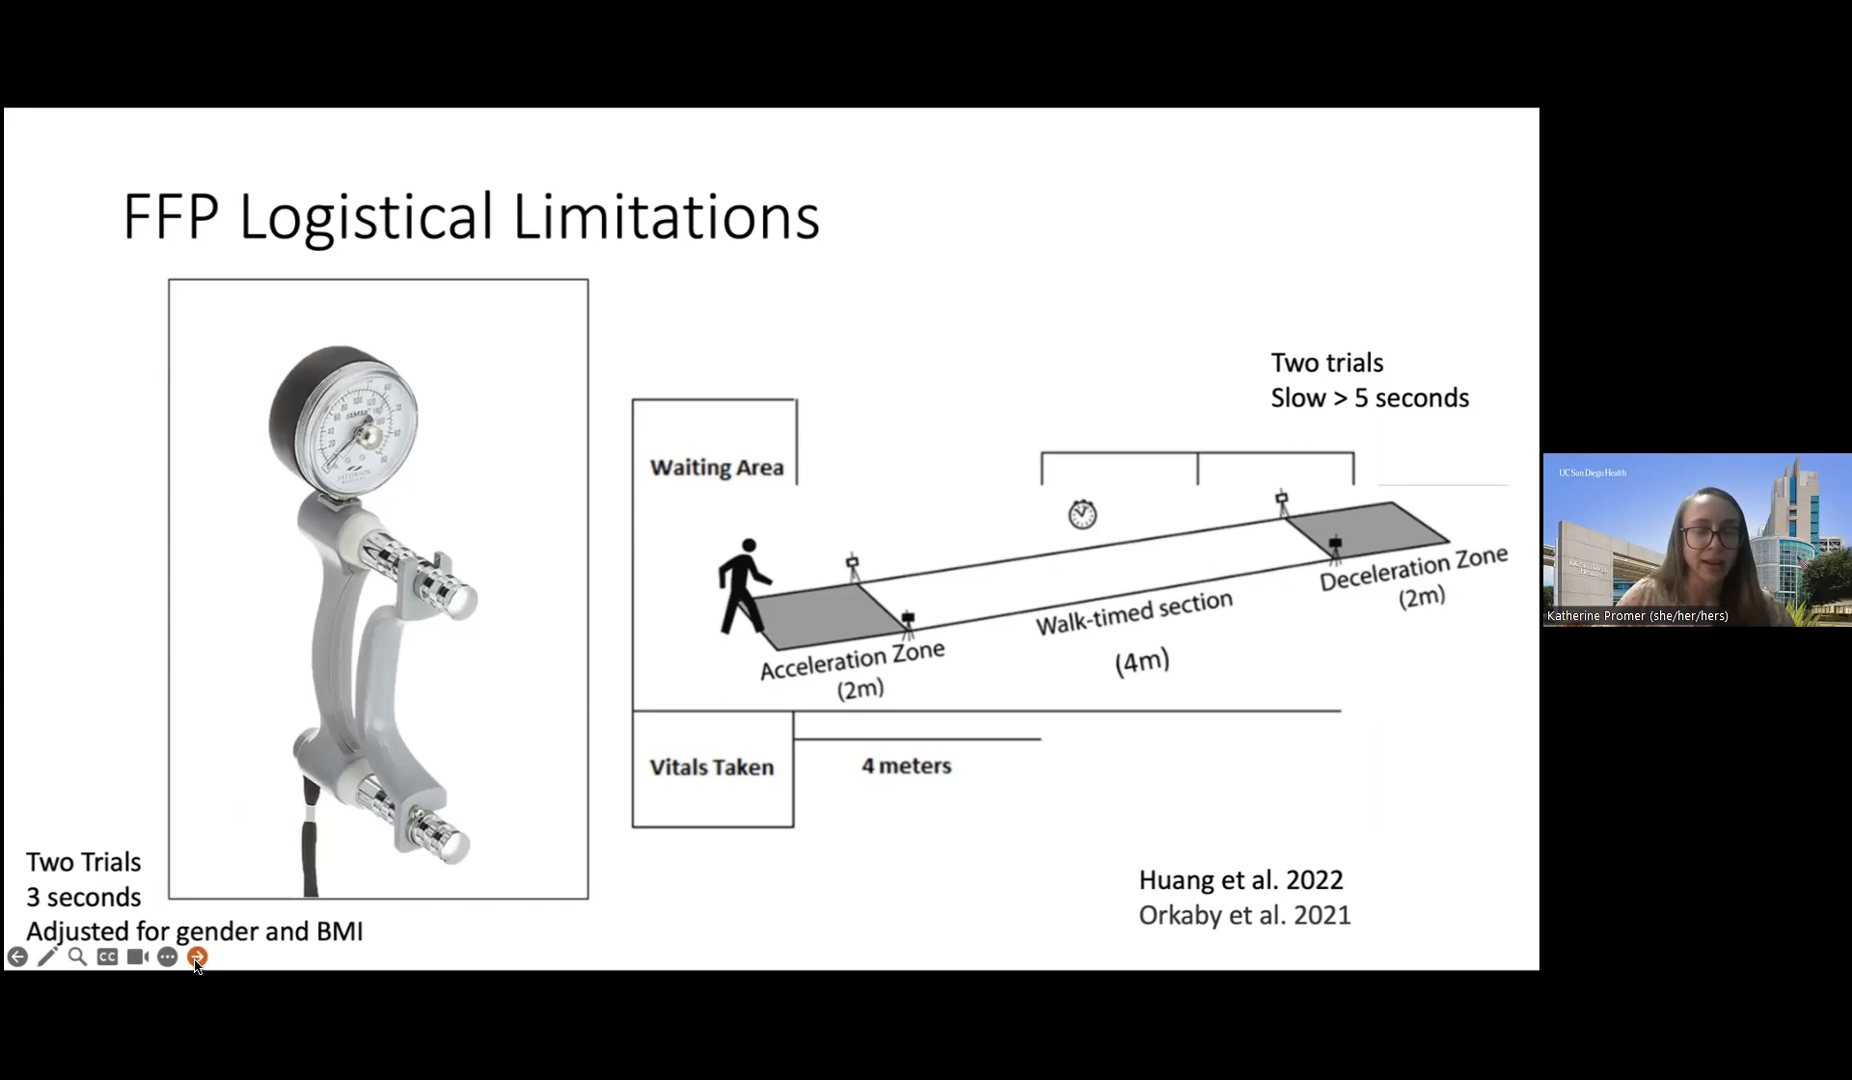 FFP Logistical Limitations
Two trials
Slow > 5 seconds
Waiting Area
Acceleration Zone
(2m)
Walk-timed section
(4m)
Deceleration Zone
(2m)
Vitals Taken
4 meters
Two Trials
3 seconds
Adjusted for gender and BMI
Huang et al. 2022
Orkaby et al. 2021
CC
UC San Diego Health
Katherine Promer (she/her/hers)